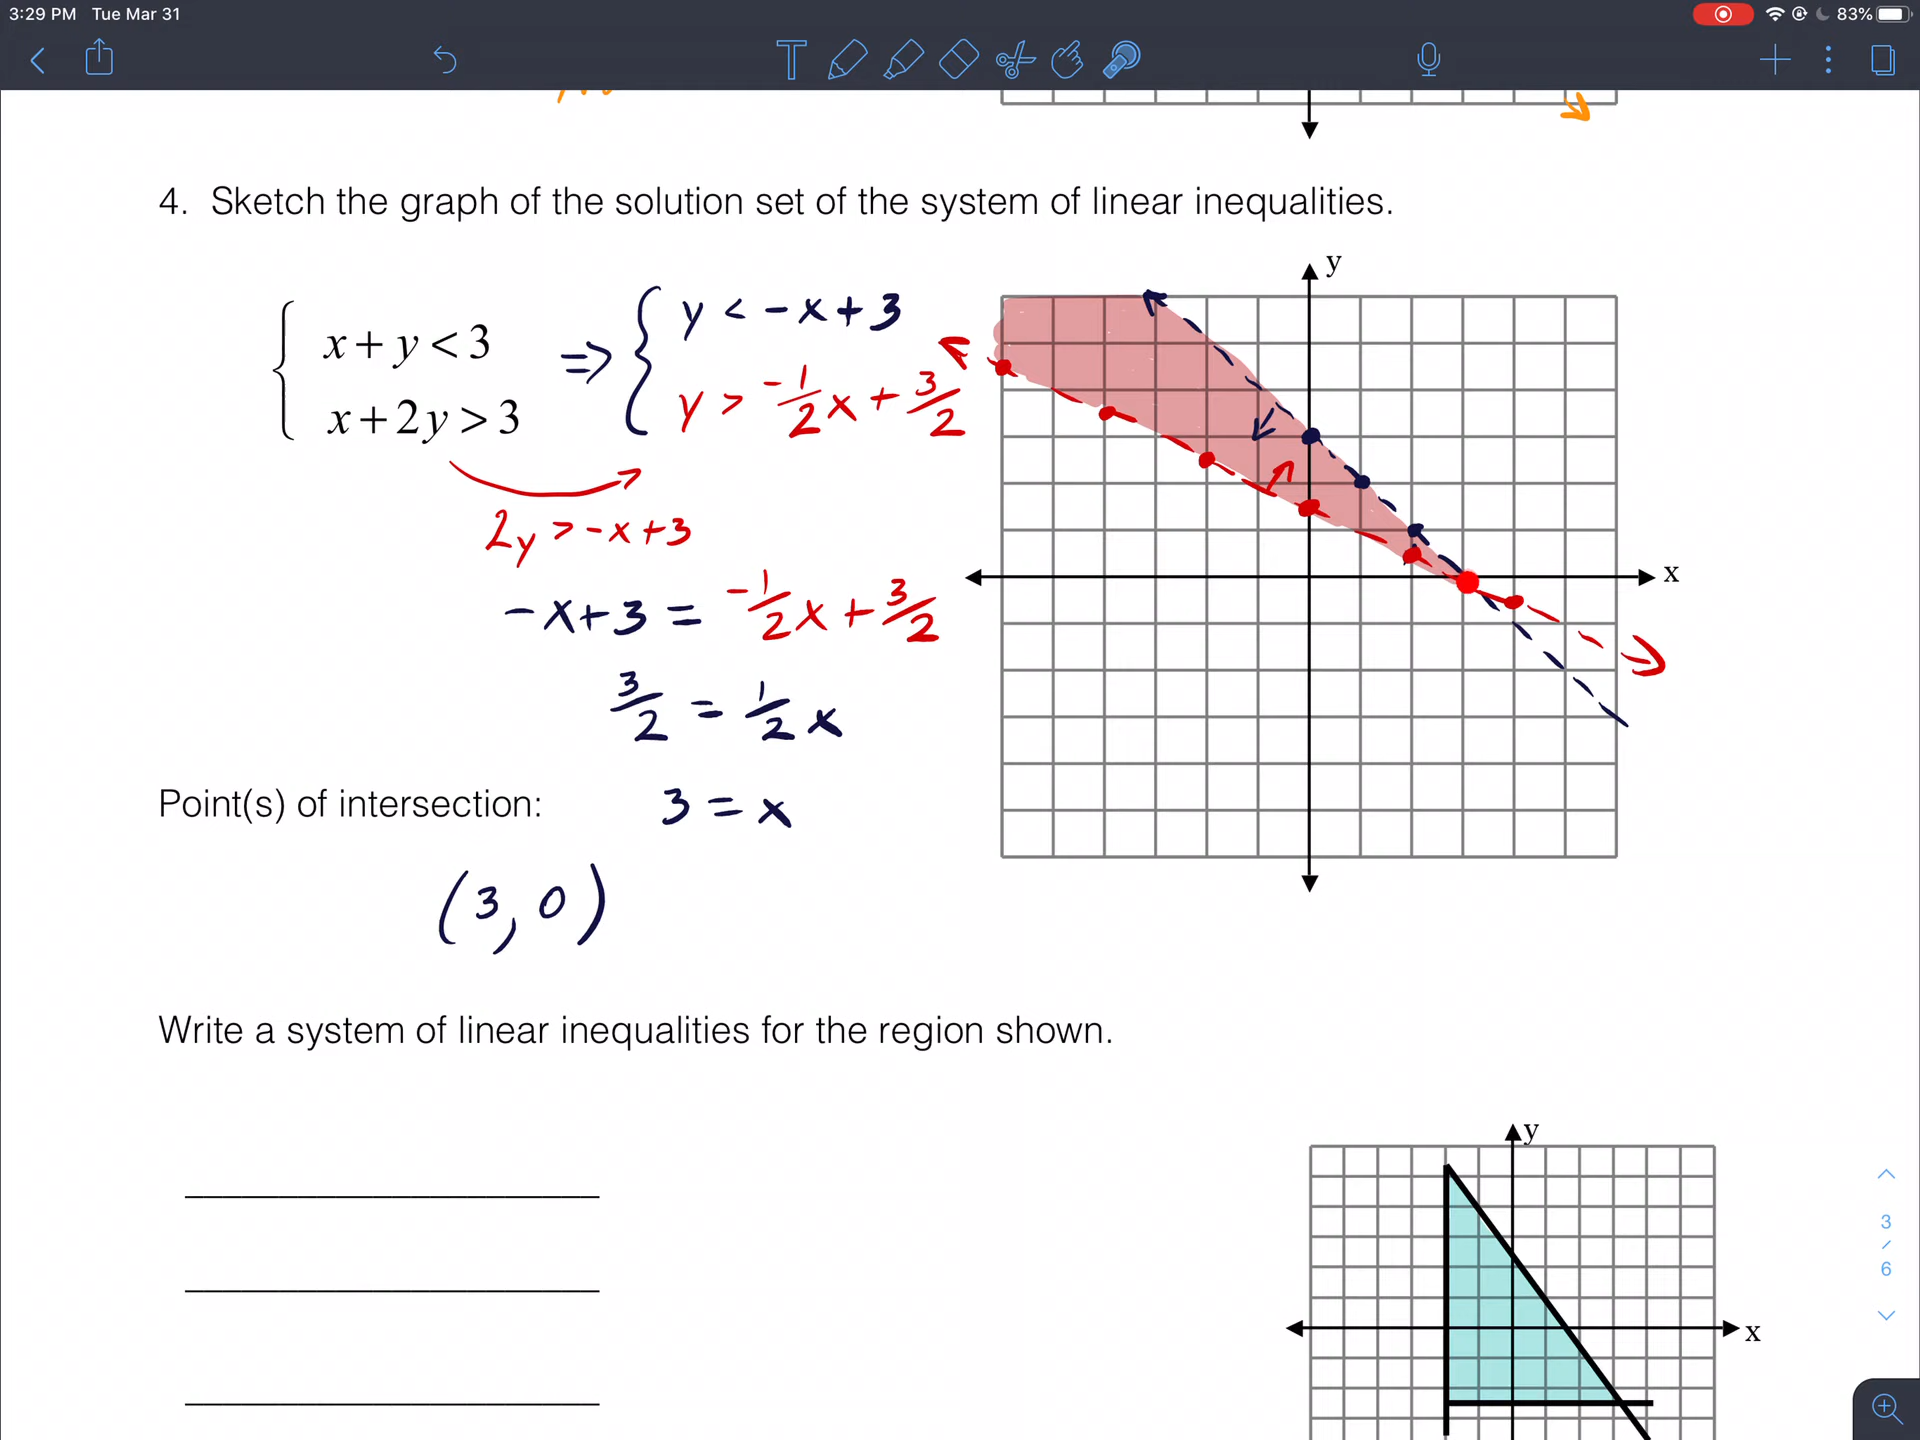 3:29 PM Tue Mar 31
83%
4. Sketch the graph of the solution set of the system of linear inequalities.
x + y < 3
x + 2y > 3
⇒
y < -x + 3
y > -1/2 x + 3/2
2y > -x + 3
-x + 3 = -1/2 x + 3/2
3/2 = 1/2 x
3 = x
Point(s) of intersection:
(3, 0)
y
x
Write a system of linear inequalities for the region shown.
y
x
3
/
6